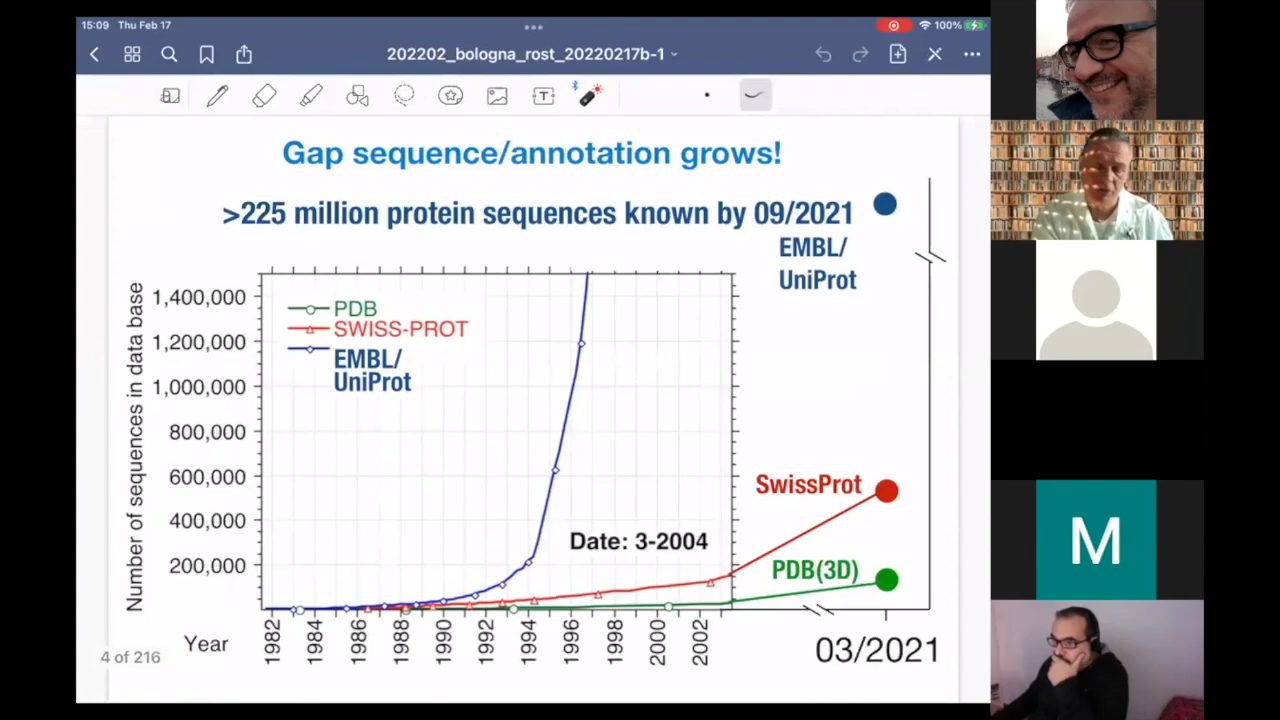 15:09 Thu Feb 17
100%
202202_bologna_rost_20220217b-1
T
Gap sequence/annotation grows!
>225 million protein sequences known by 09/2021
EMBL/
UniProt
Number of sequences in data base
1,400,000
1,200,000
1,000,000
800,000
600,000
400,000
200,000
PDB
SWISS-PROT
EMBL/
UniProt
Date: 3-2004
SwissProt
PDB(3D)
1982
1984
1986
1988
1990
1992
1994
1996
1998
2000
2002
Year
03/2021
4 of 216
M